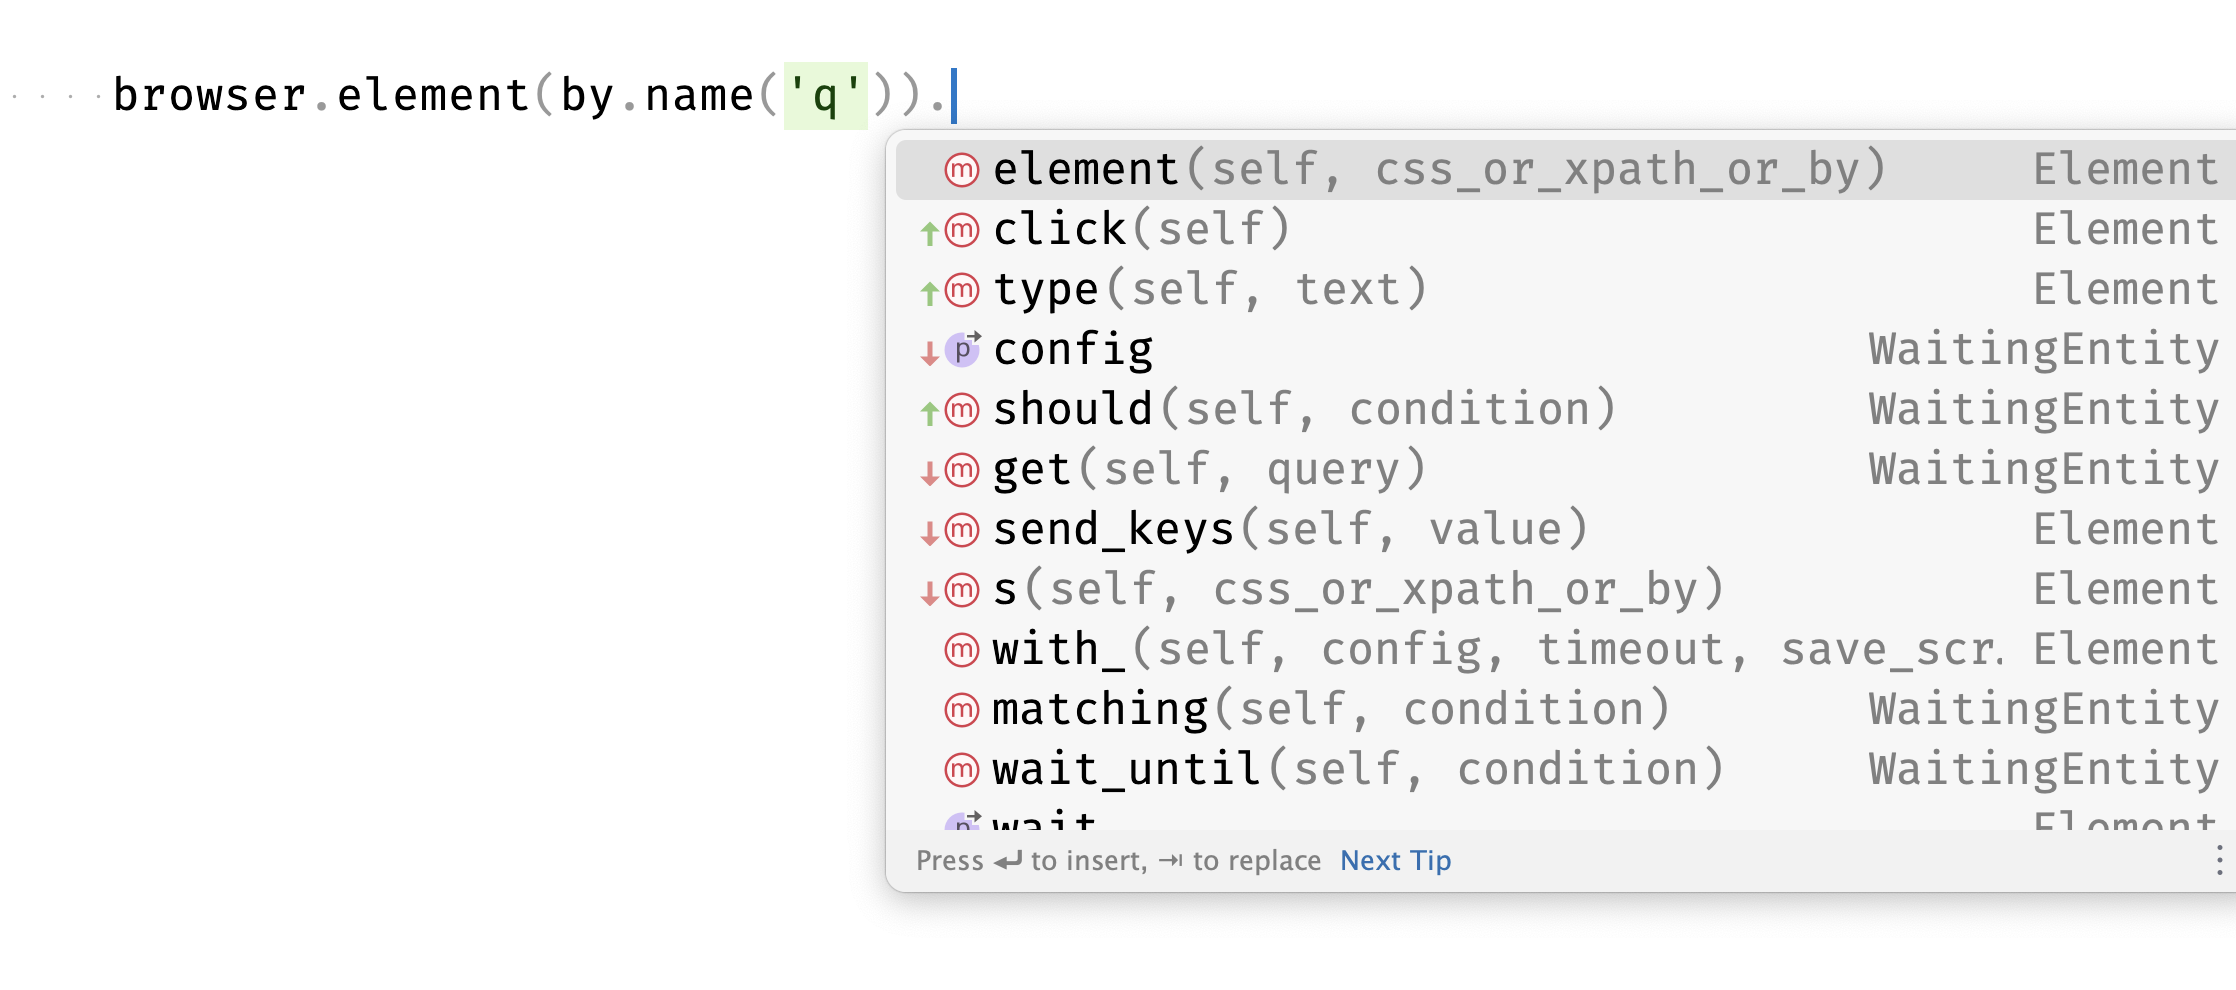 browser.element(by.name('q')).
element(self, css_or_xpath_or_by) Element
click(self) Element
type(self, text) Element
config WaitingEntity
should(self, condition) WaitingEntity
get(self, query) WaitingEntity
send_keys(self, value) Element
s(self, css_or_xpath_or_by) Element
with_(self, config, timeout, save_scr. Element
matching(self, condition) WaitingEntity
wait_until(self, condition) WaitingEntity
wait Element
Press ↵ to insert, ⇥ to replace Next Tip